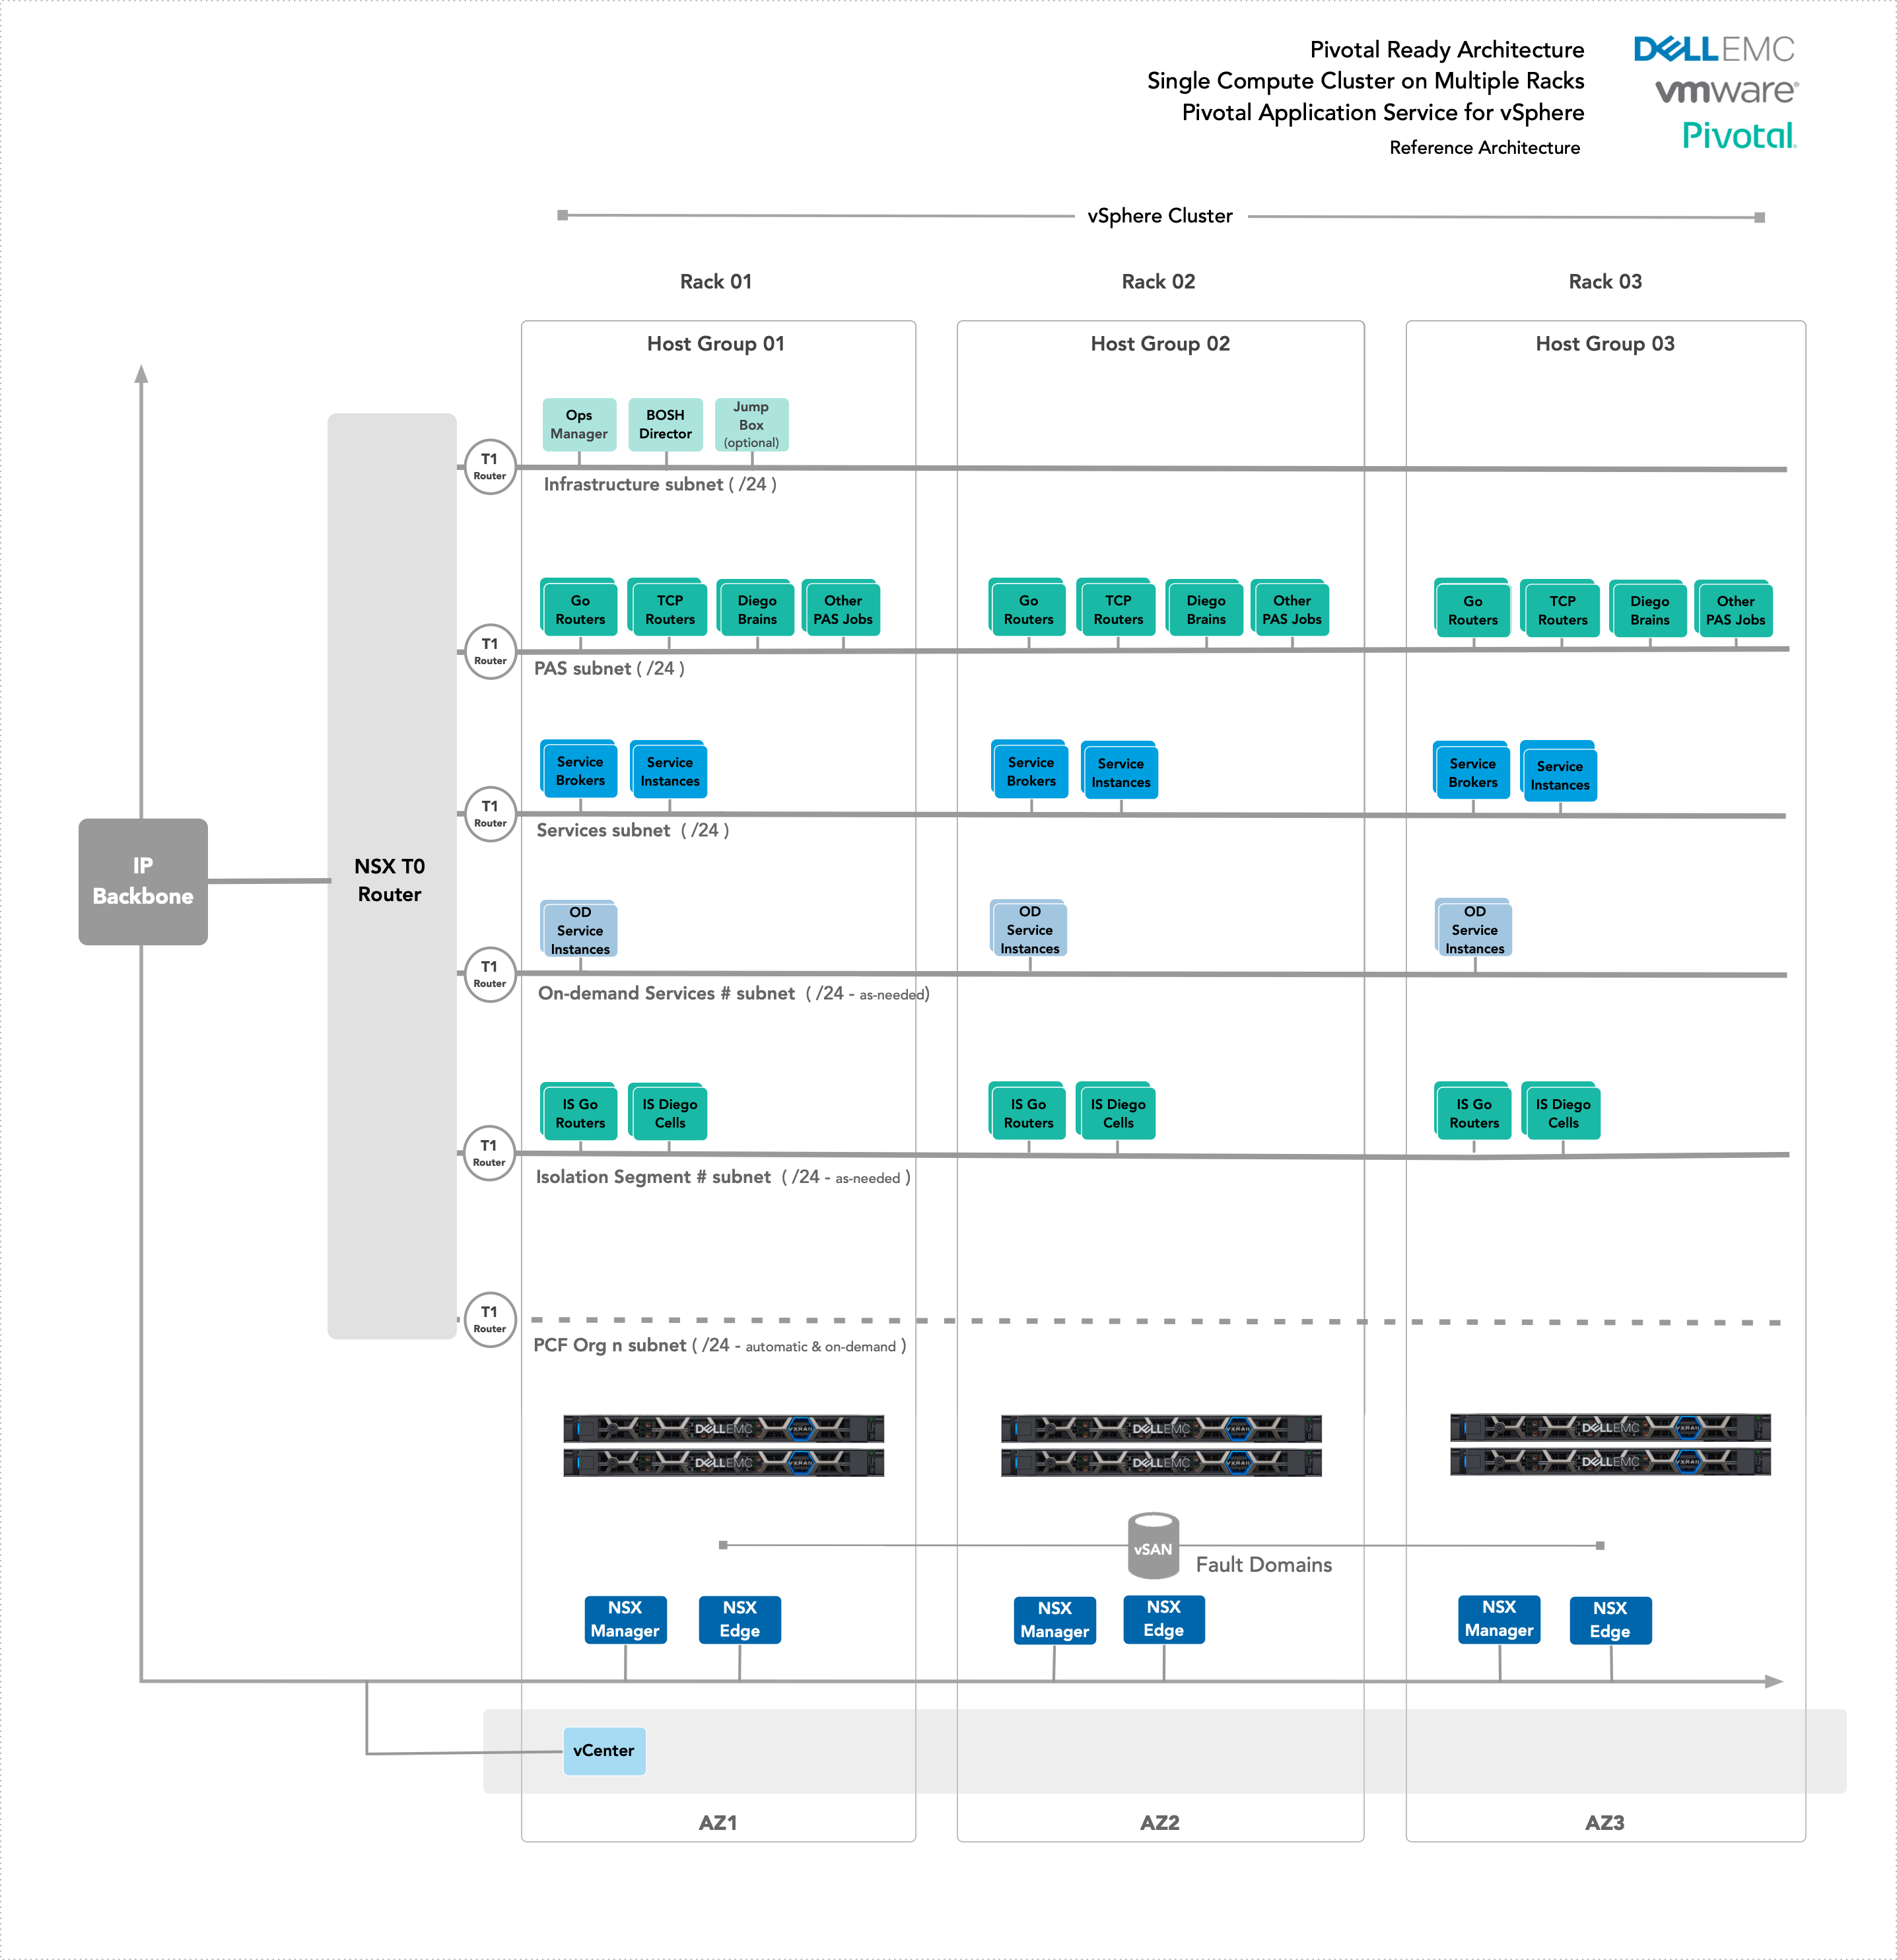 Pivotal Ready Architecture
Single Compute Cluster on Multiple Racks
Pivotal Application Service for vSphere
Reference Architecture
DELLEMC
vmware®
Pivotal.
vSphere Cluster
Rack 01
Rack 02
Rack 03
Host Group 01
Host Group 02
Host Group 03
Ops
Manager
BOSH
Director
Jump
Box
(optional)
T1
Router
Infrastructure subnet ( /24 )
Go
Routers
TCP
Routers
Diego
Brains
Other
PAS Jobs
Go
Routers
TCP
Routers
Diego
Brains
Other
PAS Jobs
Go
Routers
TCP
Routers
Diego
Brains
Other
PAS Jobs
T1
Router
PAS subnet ( /24 )
Service
Brokers
Service
Instances
Service
Brokers
Service
Instances
Service
Brokers
Service
Instances
T1
Router
Services subnet ( /24 )
IP
Backbone
NSX T0
Router
OD
Service
Instances
OD
Service
Instances
OD
Service
Instances
T1
Router
On-demand Services # subnet ( /24 - as-needed)
IS Go
Routers
IS Diego
Cells
IS Go
Routers
IS Diego
Cells
IS Go
Routers
IS Diego
Cells
T1
Router
Isolation Segment # subnet ( /24 - as-needed )
T1
Router
PCF Org n subnet ( /24 - automatic & on-demand )
DELLEMC VXRAIL
DELLEMC VXRAIL
DELLEMC VXRAIL
DELLEMC VXRAIL
DELLEMC VXRAIL
DELLEMC VXRAIL
vSAN
Fault Domains
NSX
Manager
NSX
Edge
NSX
Manager
NSX
Edge
NSX
Manager
NSX
Edge
vCenter
AZ1
AZ2
AZ3